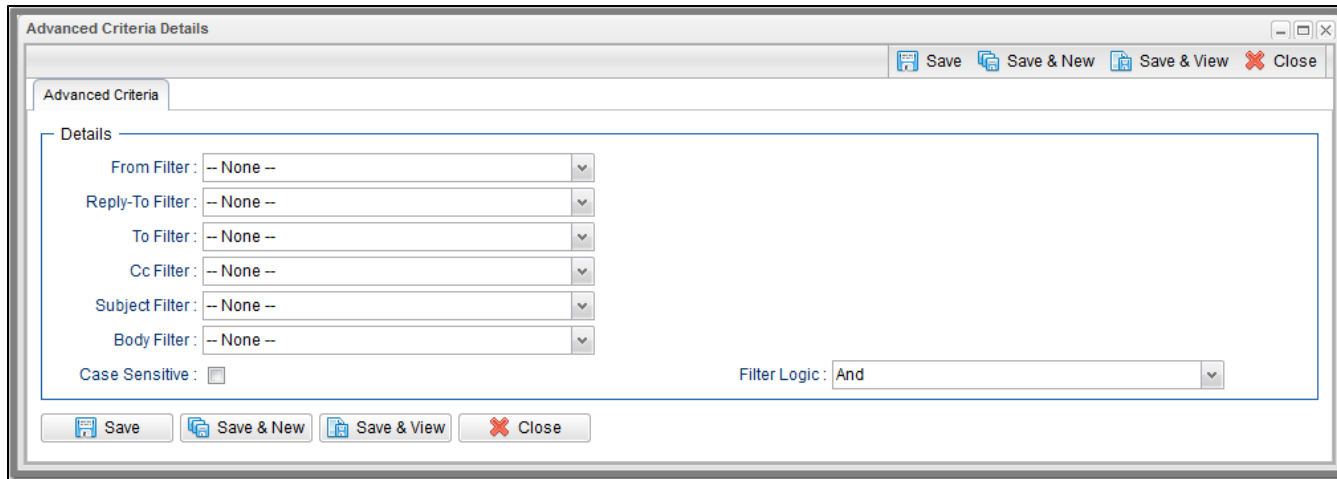 Advanced Criteria Details
Save Save & New Save & View Close
Advanced Criteria
Details
From Filter : -- None --
Reply-To Filter : -- None --
To Filter : -- None --
Cc Filter : -- None --
Subject Filter : -- None --
Body Filter : -- None --
Case Sensitive : Filter Logic : And
Save Save & New Save & View Close